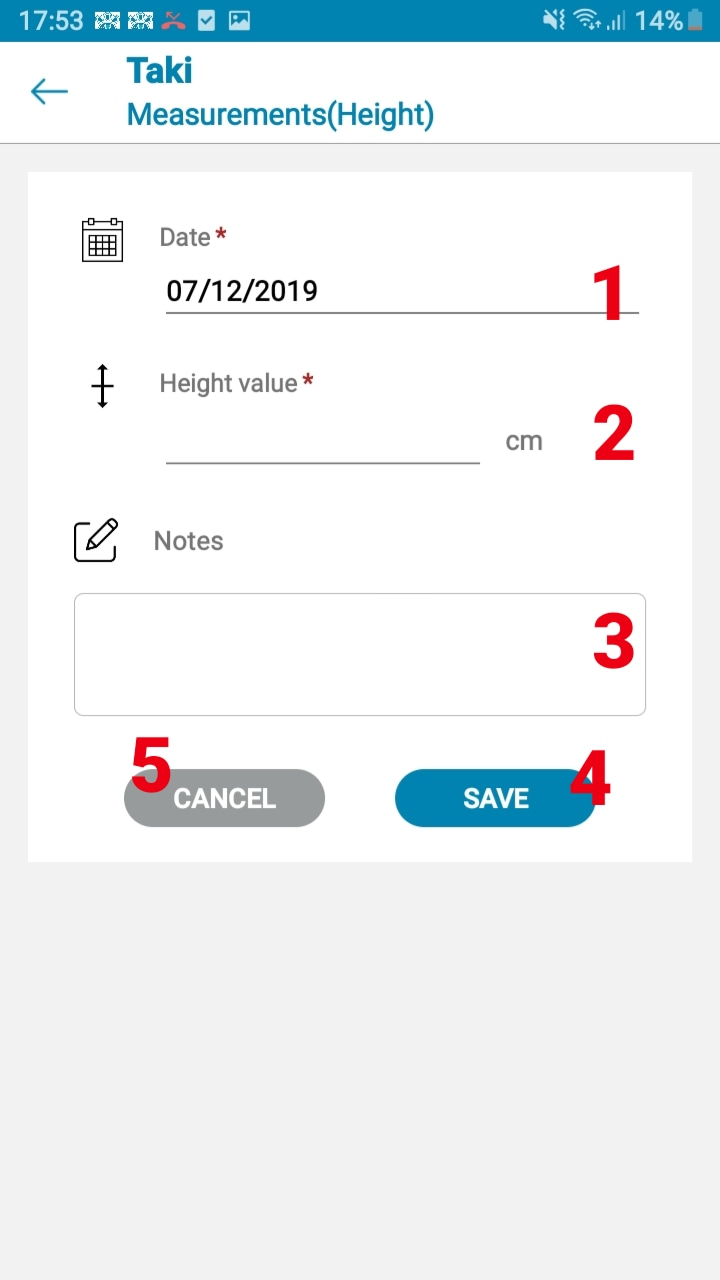 17:53 14%
Taki
Measurements(Height)
Date *
07/12/2019 1
Height value *
cm 2
Notes
3
5 4
CANCEL SAVE